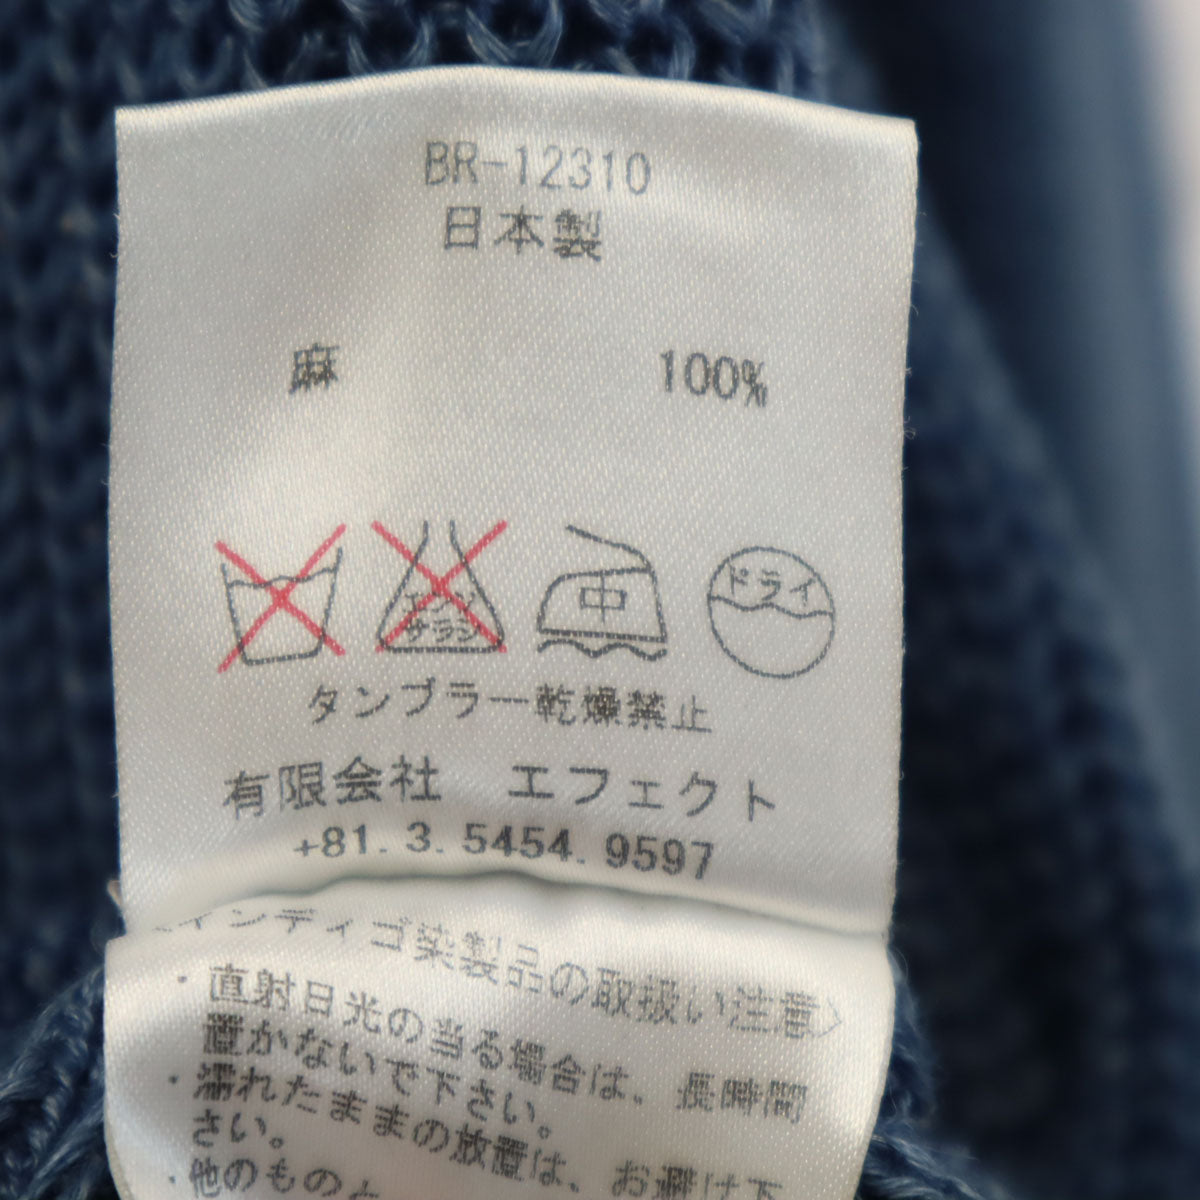 BR-12310
日本製
麻 100%
エンソ
サラシ
中
ドライ
タンブラー乾燥禁止
有限会社 エフェクト
+81.3.5454.9597
インディゴ染製品の取扱い注意〉
・直射日光の当る場合は、長時間
置かないで下さい。
・濡れたままの放置は、お避け下
さい。
・他のものと